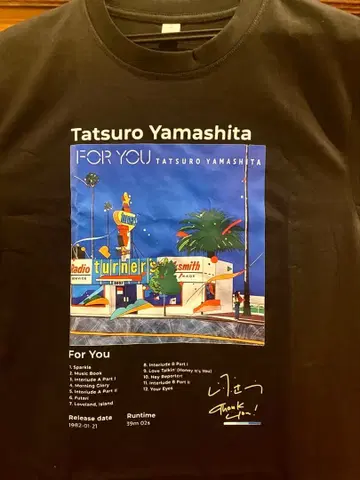 Tatsuro Yamashita
FOR YOU TATSURO YAMASHITA
Radio
turner's
ksmith
For You
1. Sparkle
2. Music Book
3. Interlude A Part I
4. Morning Glory
5. Interlude A Part II
6. Futari
7. Loveland, Island
8. Interlude B Part I
9. Love Talkin' (Honey It's You)
10. Hey Reporter!
11. Interlude B Part II
12. Your Eyes
Release date
1982-01-21
Runtime
39m 02s
Thank
you!